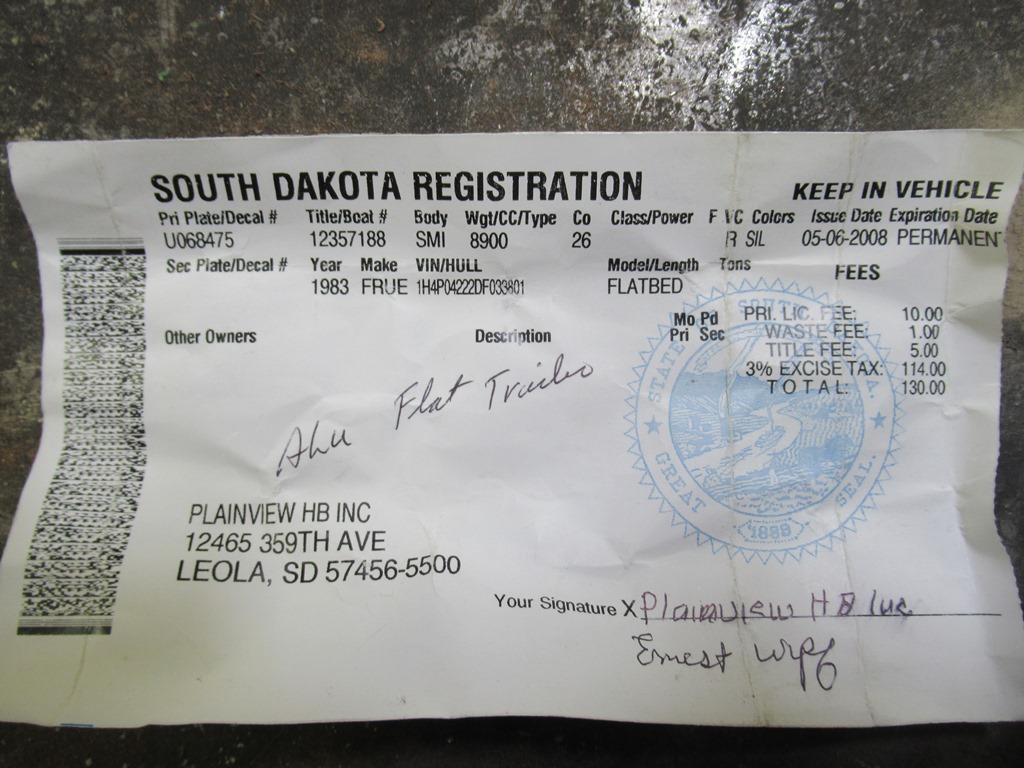 SOUTH DAKOTA REGISTRATION KEEP IN VEHICLE
Pri Plate/Decal # Title/Boat # Body Wgt/CC/Type Co Class/Power F VC Colors Issue Date Expiration Date
U068475 12357188 SMI 8900 26 R SIL 05-06-2008 PERMANENT
Sec Plate/Decal # Year Make VIN/HULL Model/Length Tons FEES
1983 FRUE 1H4P04222DF033801 FLATBED
Other Owners Description Mo Pd
Pri Sec
PRI. LIC. FEE: 10.00
WASTE FEE: 1.00
TITLE FEE: 5.00
3% EXCISE TAX: 114.00
TOTAL: 130.00
Flat Trailer
STATE SOUTH
GREAT SEAL
1889
PLAINVIEW HB INC
12465 359TH AVE
LEOLA, SD 57456-5500
Your Signature X Plainview HB Inc
Ernest Wipf